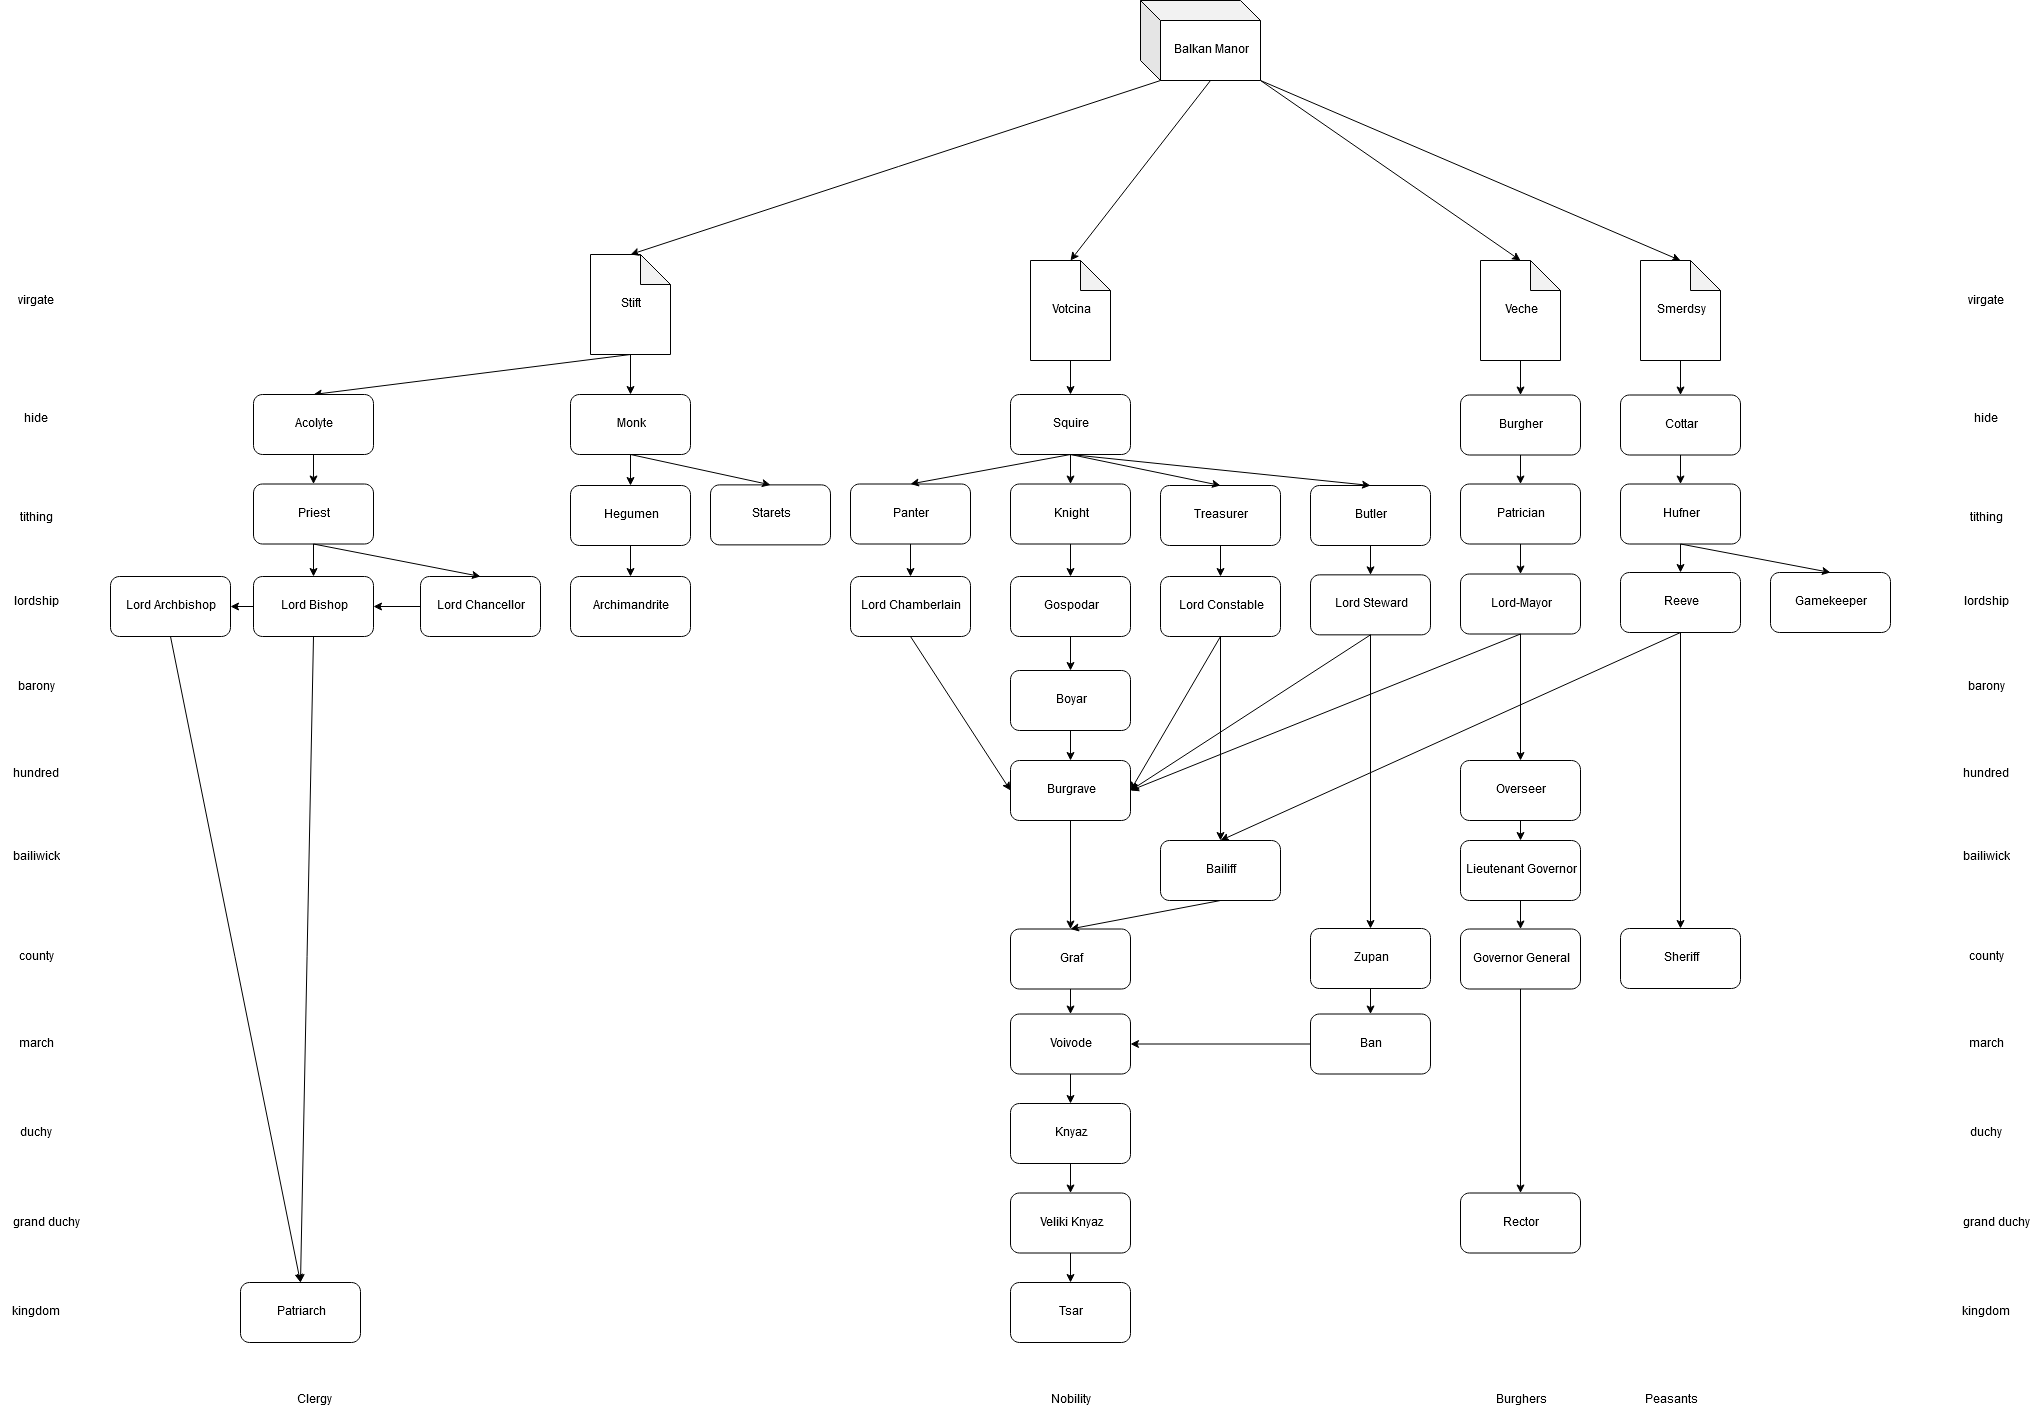 Balkan Manor
virgate
Stift
Votcina
Veche
Smerdsy
virgate
hide
Acolyte
Monk
Squire
Burgher
Cottar
hide
tithing
Priest
Hegumen
Starets
Panter
Knight
Treasurer
Butler
Patrician
Hufner
tithing
lordship
Lord Archbishop
Lord Bishop
Lord Chancellor
Archimandrite
Lord Chamberlain
Gospodar
Lord Constable
Lord Steward
Lord-Mayor
Reeve
Gamekeeper
lordship
barony
Boyar
barony
hundred
Burgrave
Overseer
hundred
bailiwick
Bailiff
Lieutenant Governor
bailiwick
county
Graf
Zupan
Governor General
Sheriff
county
march
Voivode
Ban
march
duchy
Knyaz
duchy
grand duchy
Veliki Knyaz
Rector
grand duchy
kingdom
Patriarch
Tsar
kingdom
Clergy
Nobility
Burghers
Peasants